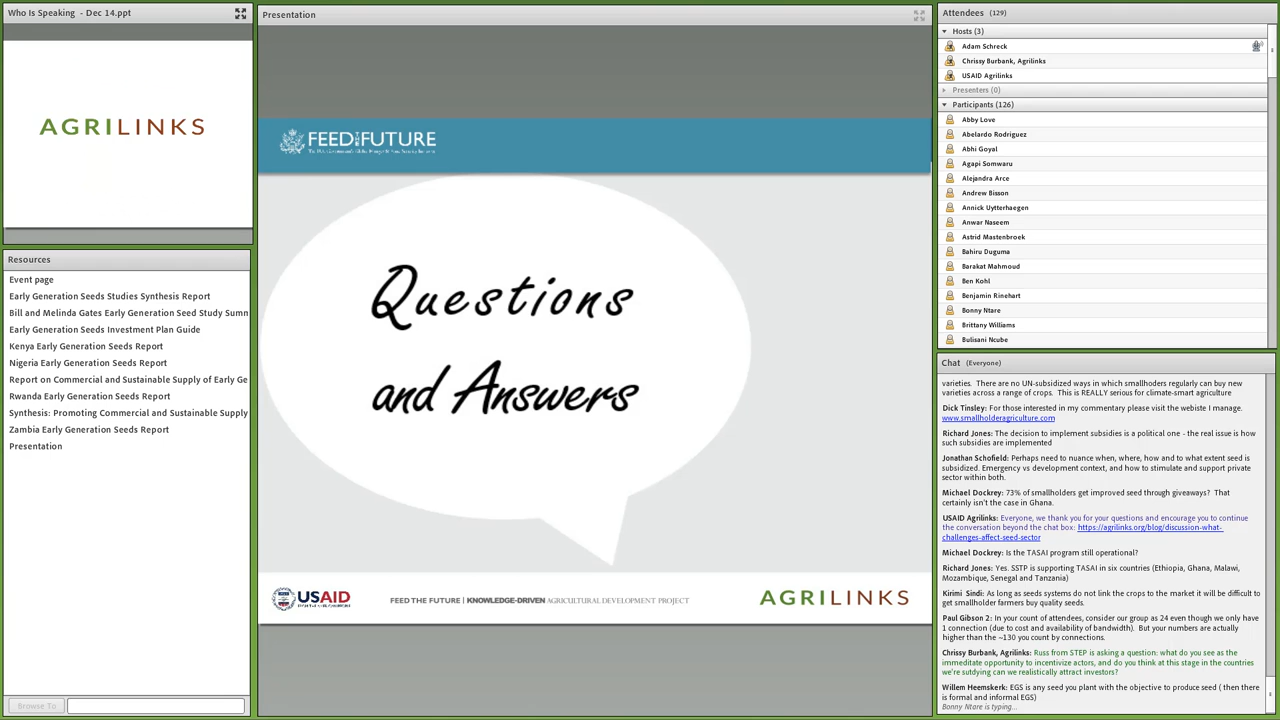 Who Is Speaking - Dec 14.ppt
AGRILINKS
Resources
Event page
Early Generation Seeds Studies Synthesis Report
Bill and Melinda Gates Early Generation Seed Study Summ
Early Generation Seeds Investment Plan Guide
Kenya Early Generation Seeds Report
Nigeria Early Generation Seeds Report
Report on Commercial and Sustainable Supply of Early Ge
Rwanda Early Generation Seeds Report
Synthesis: Promoting Commercial and Sustainable Supply
Zambia Early Generation Seeds Report
Presentation
Browse To
Presentation
FEED THE FUTURE
Questions
and Answers
USAID
FEED THE FUTURE | KNOWLEDGE-DRIVEN AGRICULTURAL DEVELOPMENT PROJECT
AGRILINKS
Attendees (129)
Hosts (3)
Adam Schreck
Chrissy Burbank, Agrilinks
USAID Agrilinks
Presenters (0)
Participants (126)
Abby Love
Abelardo Rodriguez
Abhi Goyal
Agapi Somwaru
Alejandra Arce
Andrew Bisson
Annick Uytterhaegen
Anwar Naseem
Astrid Mastenbroek
Bahiru Duguma
Barakat Mahmoud
Ben Kohl
Benjamin Rinehart
Bonny Ntare
Brittany Williams
Bulisani Ncube
Chat (Everyone)
varieties. There are no UN-subsidized ways in which smallhoders regularly can buy new
varieties across a range of crops. This is REALLY serious for climate-smart agriculture
Dick Tinsley: For those interested in my commentary please visit the webiste I manage.
www.smallholderagriculture.com
Richard Jones: The decision to implement subsidies is a political one - the real issue is how
such subsidies are implemented
Jonathan Schofield: Perhaps need to nuance when, where, how and to what extent seed is
subsidized. Emergency vs development context, and how to stimulate and support private
sector within both.
Michael Dockrey: 73% of smallholders get improved seed through giveaways? That
certainly isn't the case in Ghana.
USAID Agrilinks: Everyone, we thank you for your questions and encourage you to continue
the conversation beyond the chat box: https://agrilinks.org/blog/discussion-what-
challenges-affect-seed-sector
Michael Dockrey: Is the TASAI program still operational?
Richard Jones: Yes. SSTP is supporting TASAI in six countries (Ethiopia, Ghana, Malawi,
Mozambique, Senegal and Tanzania)
Kirimi Sindi: As long as seeds systems do not link the crops to the market it will be difficult to
get smallholder farmers buy quality seeds.
Paul Gibson 2: In your count of attendees, consider our group as 24 even though we only have
1 connection (due to cost and availability of bandwidth). But your numbers are actually
higher than the ~130 you count by connections.
Chrissy Burbank, Agrilinks: Russ from STEP is asking a question: what do you see as the
immeditate opportunity to incentivize actors, and do you think at this stage in the countries
we're sutdying can we realistically attract investors?
Willem Heemskerk: EGS is any seed you plant with the objective to produce seed ( then there
is formal and informal EGS)
Bonny Ntare is typing...